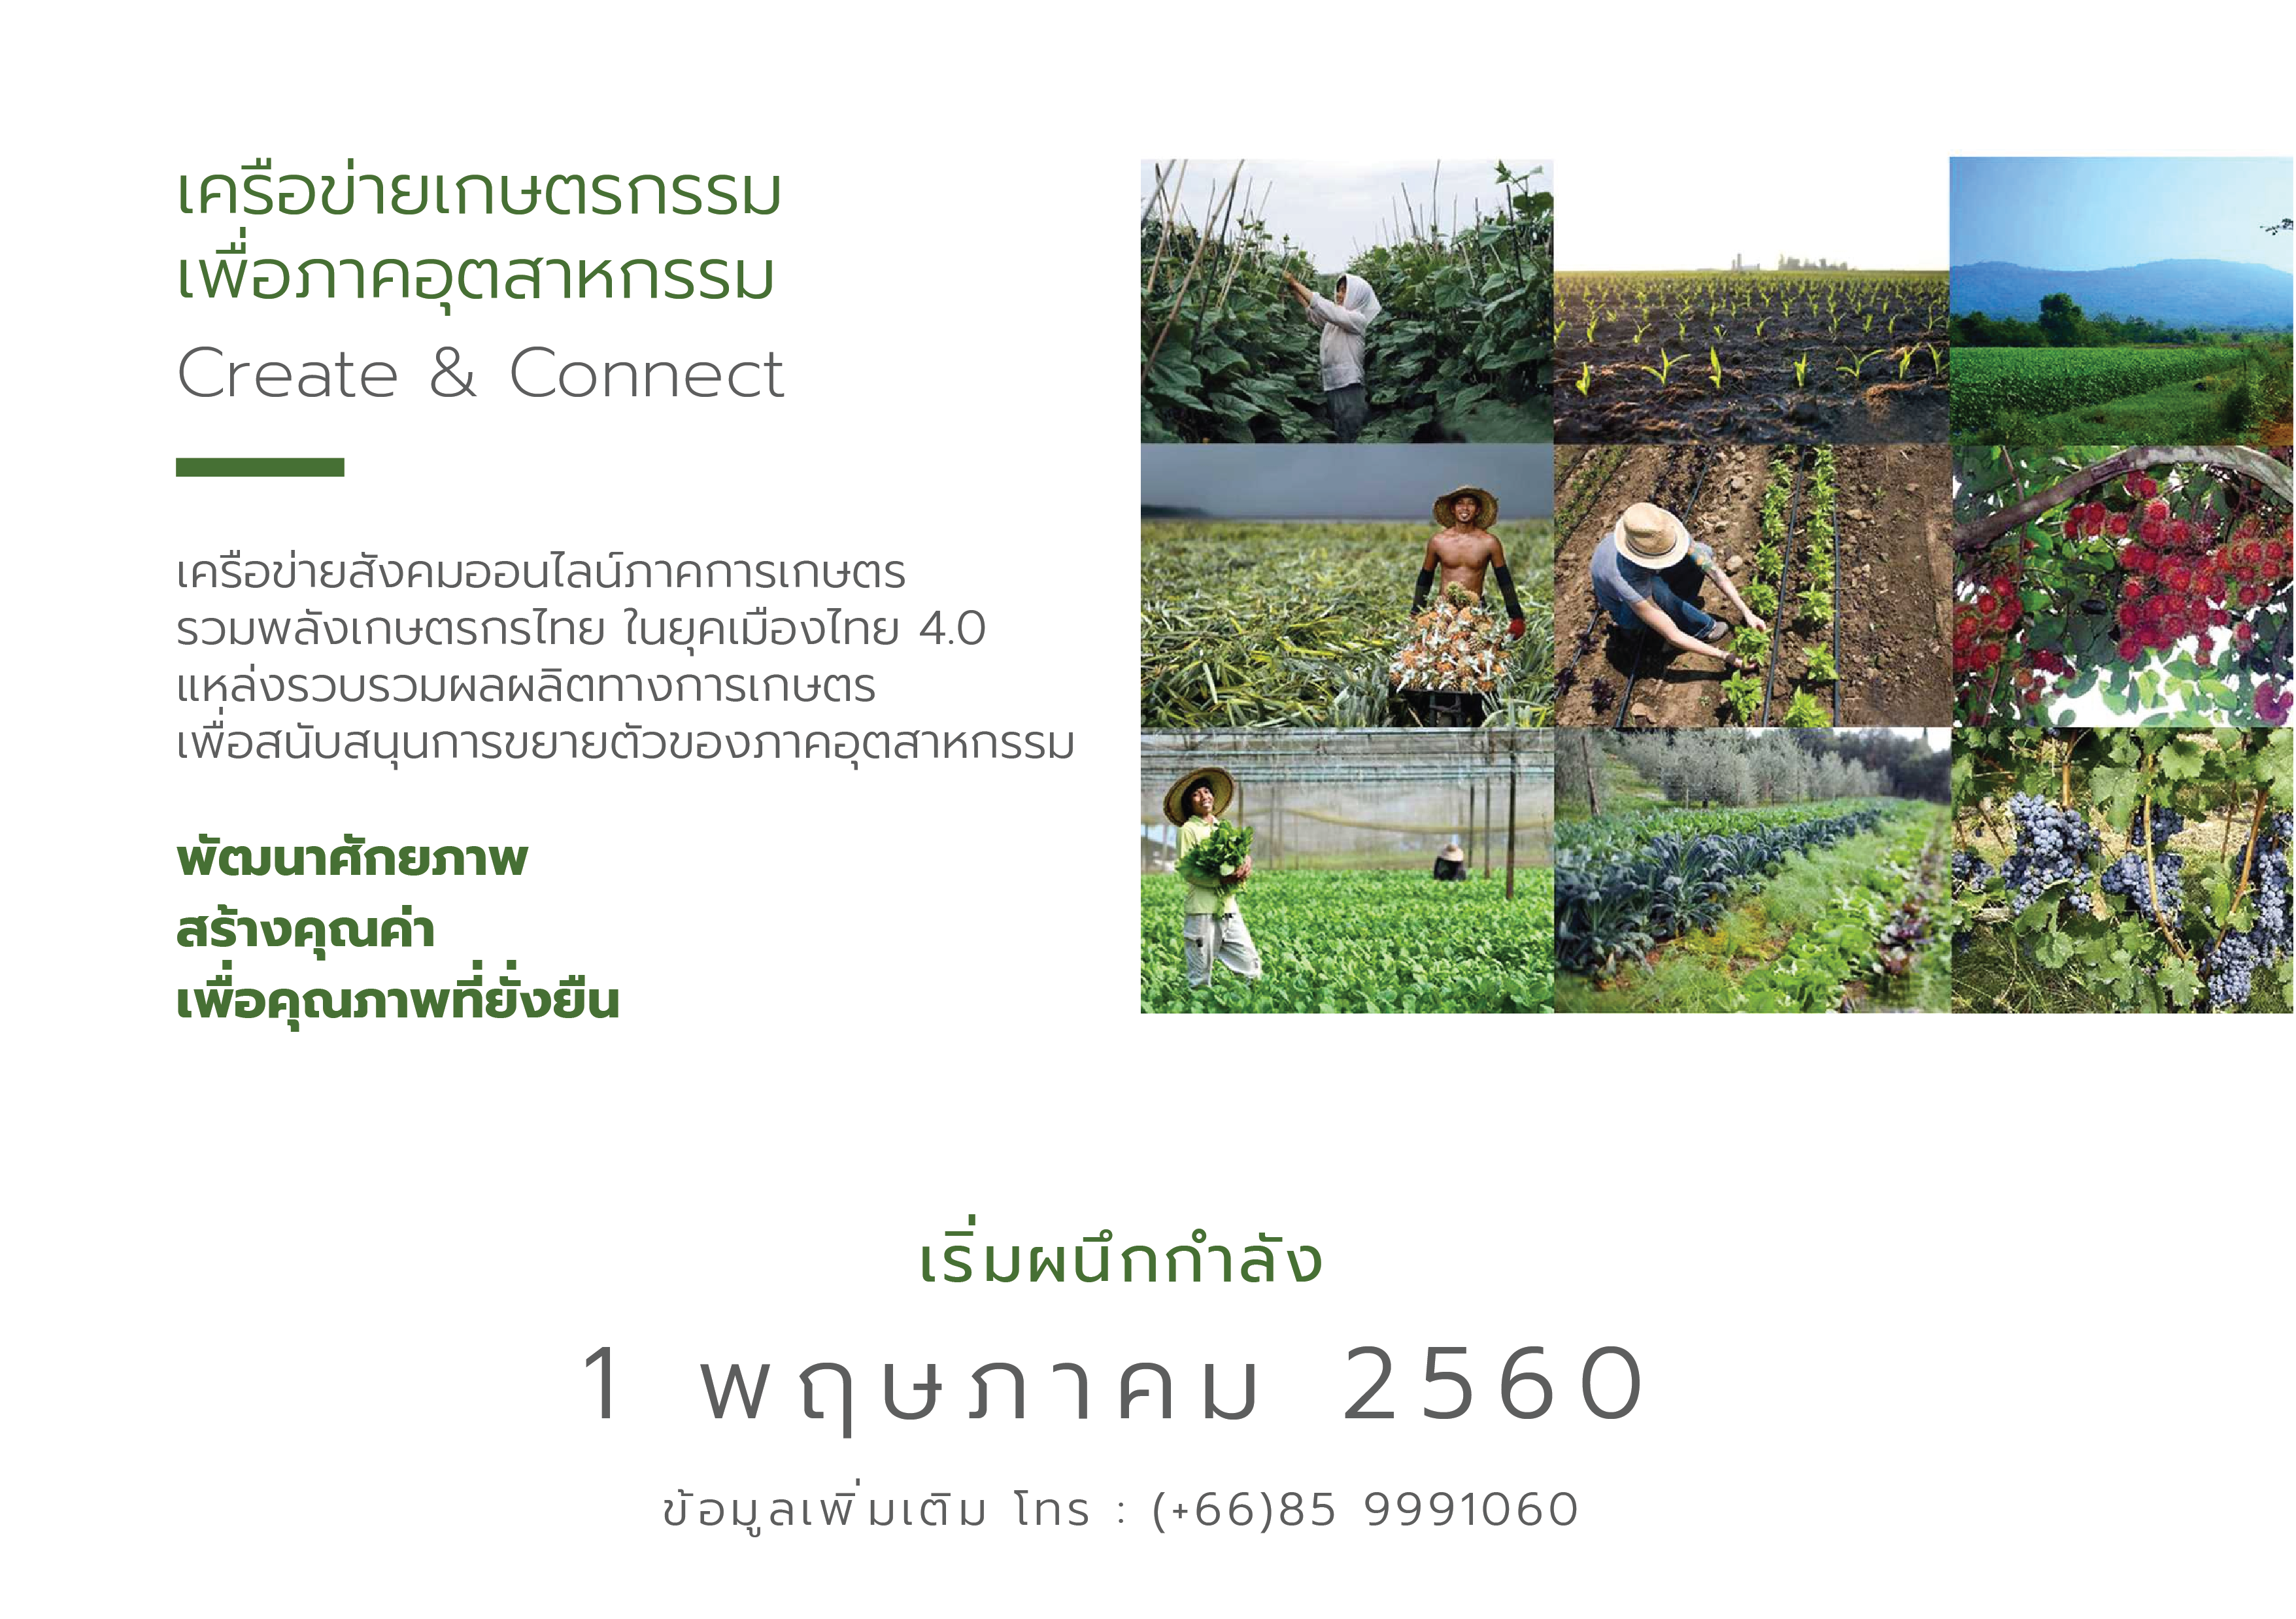 เครือข่ายเกษตรกรรม
เพื่อภาคอุตสาหกรรม
Create & Connect
เครือข่ายสังคมออนไลน์ภาคการเกษตร
รวมพลังเกษตรกรไทย ในยุคเมืองไทย 4.0
แหล่งรวบรวมผลผลิตทางการเกษตร
เพื่อสนับสนุนการขยายตัวของภาคอุตสาหกรรม
พัฒนาศักยภาพ
สร้างคุณค่า
เพื่อคุณภาพที่ยั่งยืน
เริ่มผนึกกำลัง
1 พฤษภาคม 2560
ข้อมูลเพิ่มเติม โทร : (+66)85 9991060